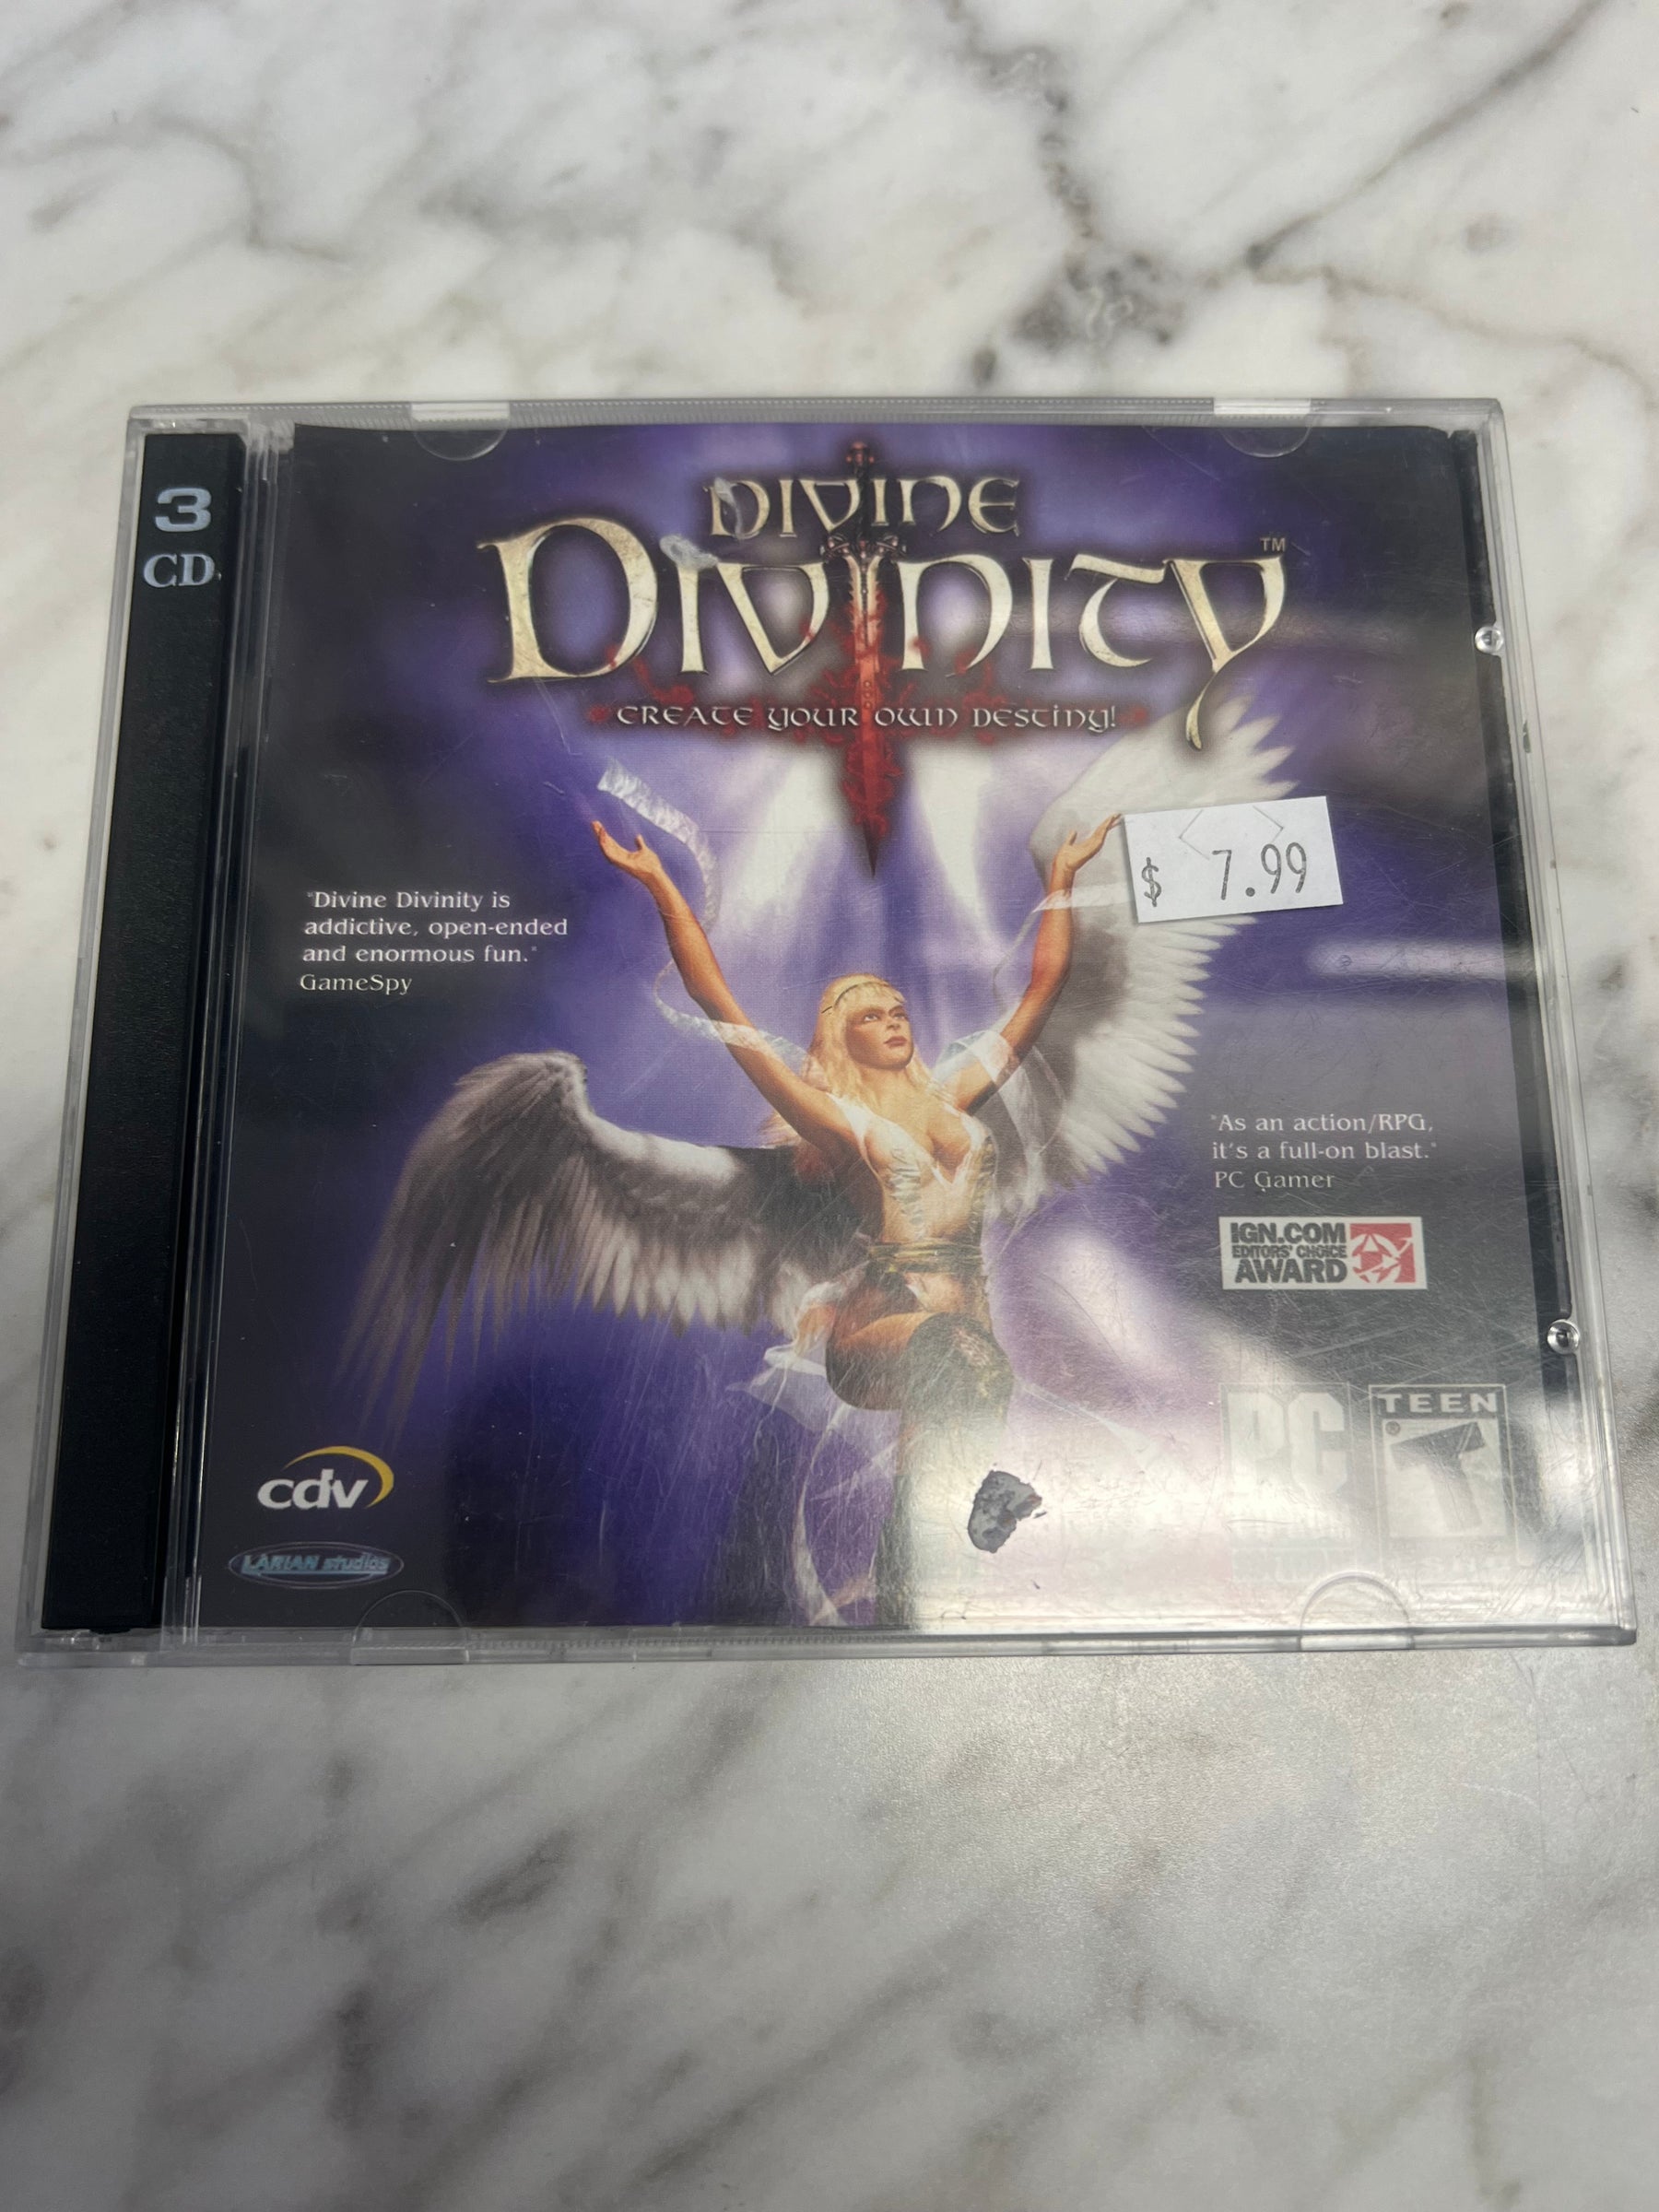 3
CD
DIVINE
DIVINITY™
CREATE YOUR OWN DESTINY!
$ 7.99
"Divine Divinity is
addictive, open-ended
and enormous fun."
GameSpy
"As an action/RPG,
it's a full-on blast."
PC Gamer
IGN.COM
EDITORS' CHOICE
AWARD
PC
TEEN
T
cdv
LARIAN studios